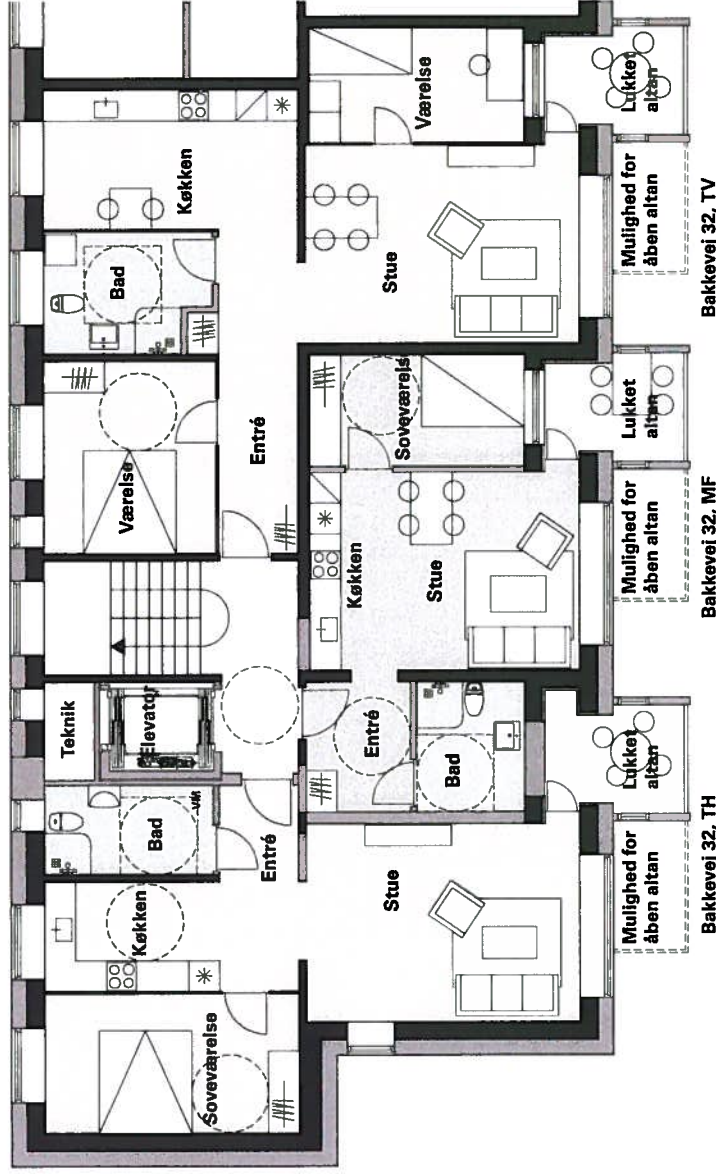 Køkken
Bad
Værelse
Entré
Stue
Værelse
Lukket
altan
Mulighed for
åben altan
Bakkevej 32, TV
Soveværelse
Køkken
Stue
Lukket
altan
Mulighed for
åben altan
Bakkevej 32, MF
Teknik
Elevator
Entré
Bad
Lukket
altan
Bad
VM
Entré
Køkken
Soveværelse
Stue
Mulighed for
åben altan
Bakkevej 32, TH